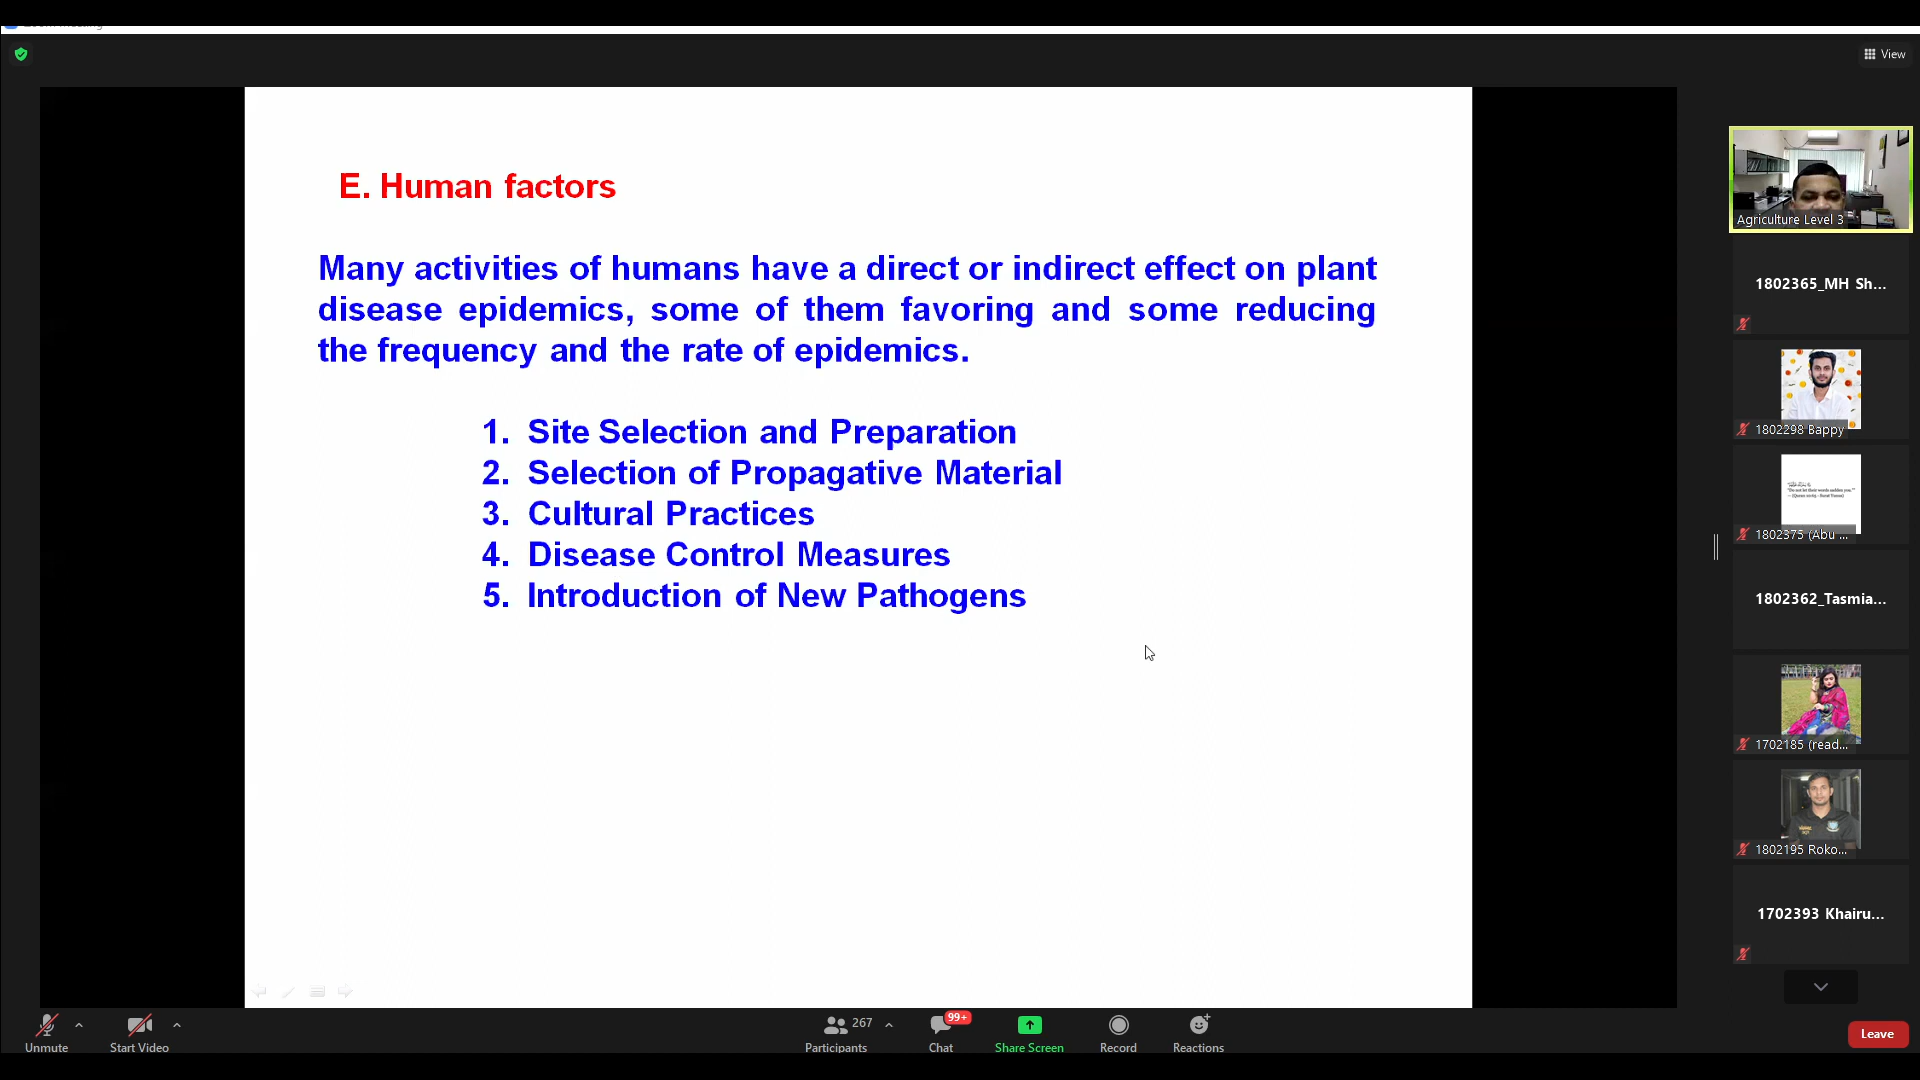 View
E. Human factors
Many activities of humans have a direct or indirect effect on plant
disease epidemics, some of them favoring and some reducing
the frequency and the rate of epidemics.
1. Site Selection and Preparation
2. Selection of Propagative Material
3. Cultural Practices
4. Disease Control Measures
5. Introduction of New Pathogens
Agriculture Level 3
1802365_MH Sh...
1802298 Bappy
1802375 (Abu ...
1802362_Tasmia...
1702185 (read...
1802195 Roko...
1702393 Khairu...
Unmute
Start Video
267
Participants
99+
Chat
Share Screen
Record
Reactions
Leave